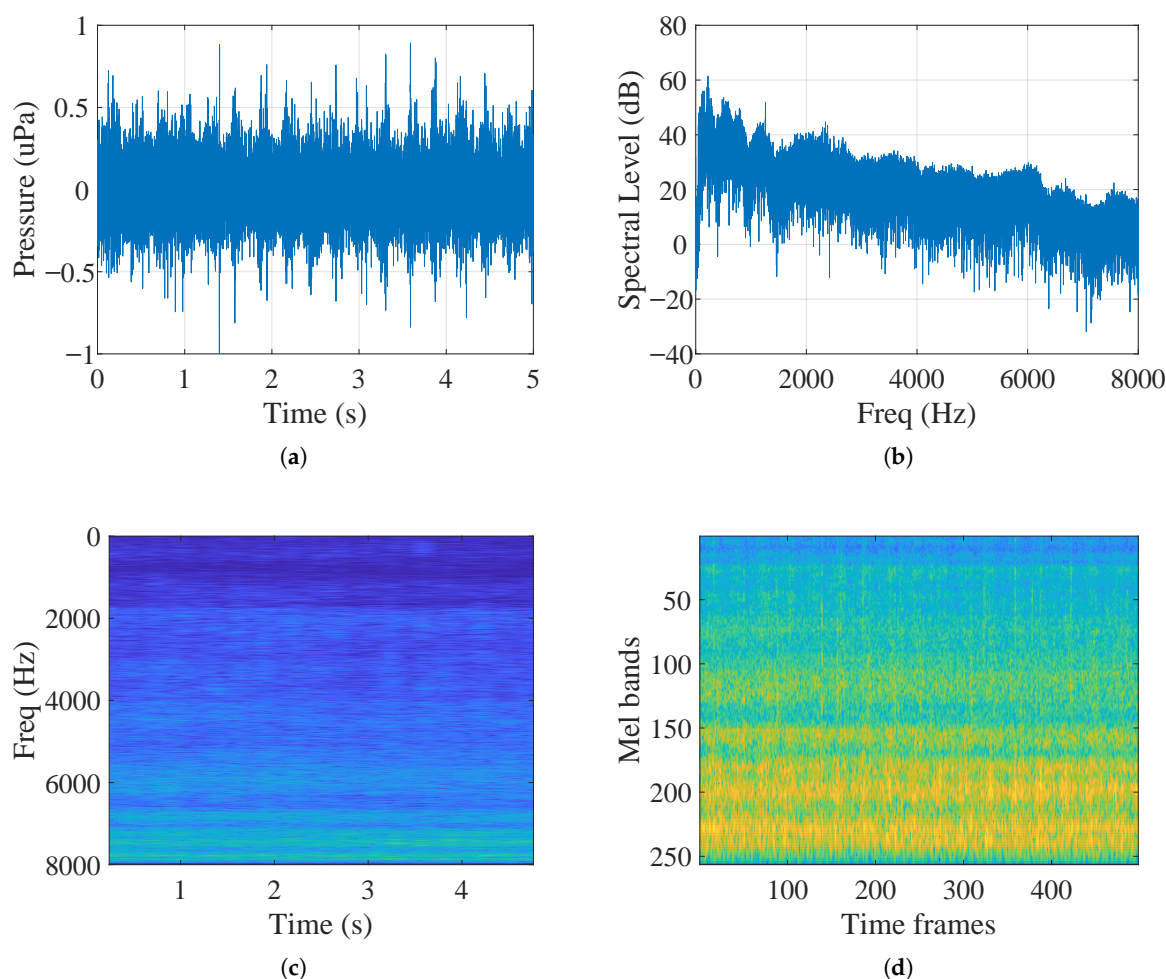 1
0.5
0
−0.5
−1
Pressure (uPa)
0 1 2 3 4 5
Time (s)
(a)
80
60
40
20
0
−20
−40
Spectral Level (dB)
0 2000 4000 6000 8000
Freq (Hz)
(b)
0
2000
4000
6000
8000
Freq (Hz)
1 2 3 4
Time (s)
(c)
50
100
150
200
250
Mel bands
100 200 300 400
Time frames
(d)